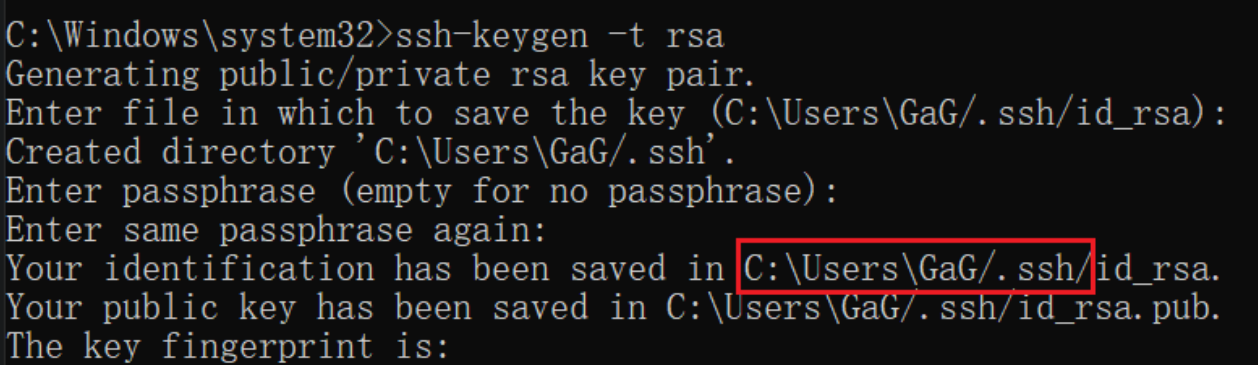 C:\Windows\system32>ssh-keygen -t rsa
Generating public/private rsa key pair.
Enter file in which to save the key (C:\Users\GaG/.ssh/id_rsa):
Created directory 'C:\Users\GaG/.ssh'.
Enter passphrase (empty for no passphrase):
Enter same passphrase again:
Your identification has been saved in C:\Users\GaG/.ssh/id_rsa.
Your public key has been saved in C:\Users\GaG/.ssh/id_rsa.pub.
The key fingerprint is: